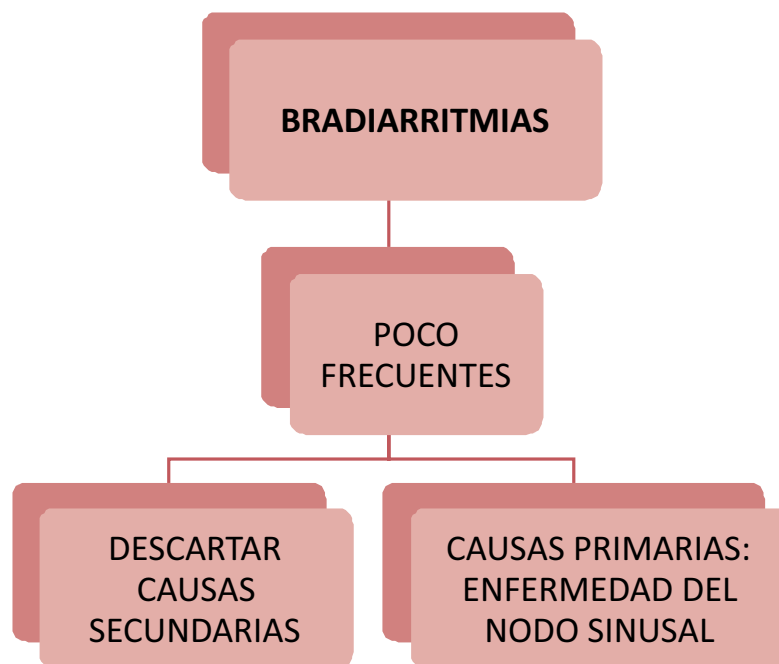 BRADIARRITMIAS
POCO
FRECUENTES
DESCARTAR
CAUSAS
SECUNDARIAS
CAUSAS PRIMARIAS:
ENFERMEDAD DEL
NODO SINUSAL